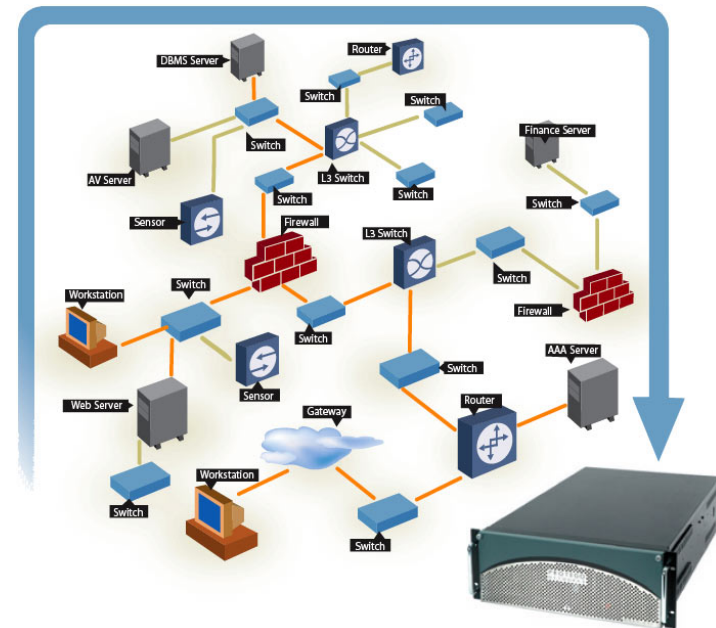 Router
DBMS Server
Switch
Switch
Finance Server
Switch
AV Server
L3 Switch
Switch
Switch
Switch
Sensor
Firewall
L3 Switch
Switch
Switch
Workstation
Firewall
Switch
AAA Server
Switch
Sensor
Router
Web Server
Gateway
Workstation
Switch
Switch